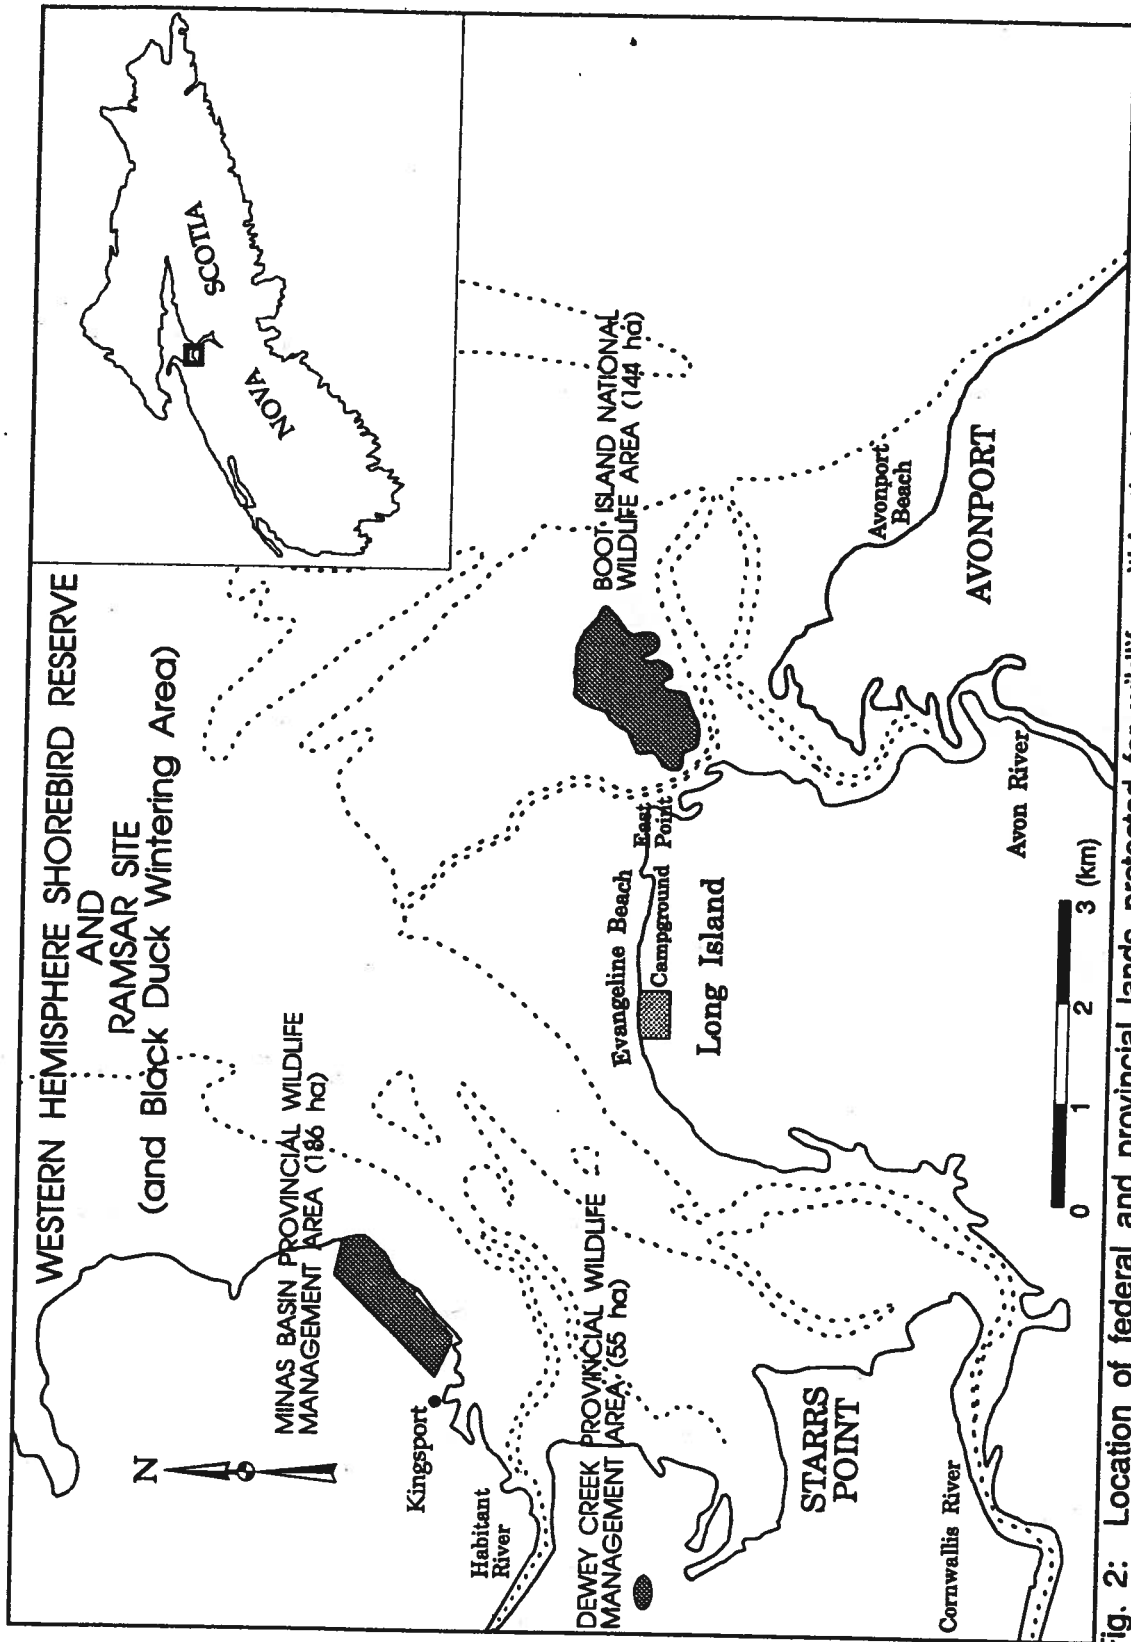 WESTERN HEMISPHERE SHOREBIRD RESERVE
AND
RAMSAR SITE
(and Black Duck Wintering Area)
NOVA
SCOTIA
N
MINAS BASIN PROVINCIAL WILDLIFE
MANAGEMENT AREA (186 ha)
Kingsport
Habitant
River
DEWEY CREEK PROVINCIAL WILDLIFE
MANAGEMENT AREA (55 ha)
BOOT ISLAND NATIONAL
WILDLIFE AREA (144 ha)
Evangeline Beach
Campground
East
Point
Long Island
Avonport
Beach
AVONPORT
Avon River
STARRS
POINT
Cornwallis River
0 1 2 3 (km)
Fig. 2: Location of federal and provincial lands protected for